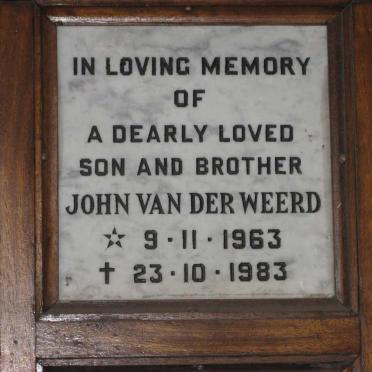 IN LOVING MEMORY
OF
A DEARLY LOVED
SON AND BROTHER
JOHN VAN DER WEERD
☆ 9·11·1963
✝ 23·10·1983